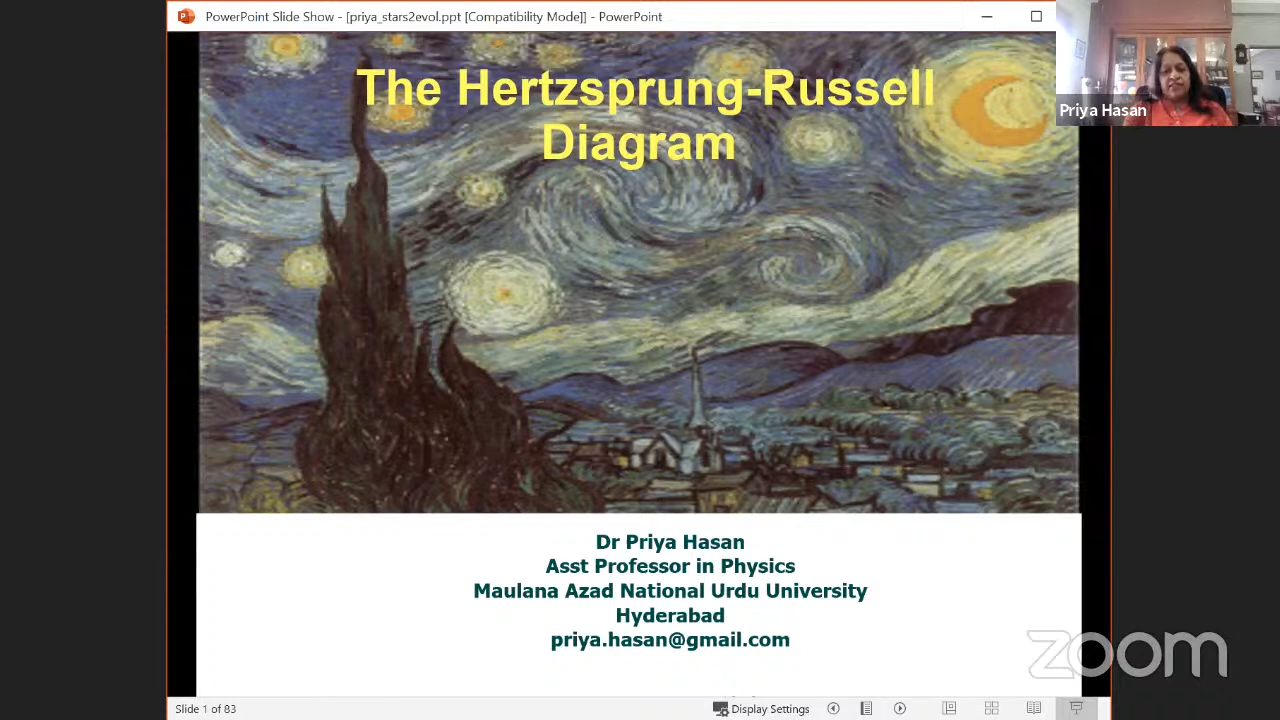 PowerPoint Slide Show - [priya_stars2evol.ppt [Compatibility Mode]] - PowerPoint
Priya Hasan
The Hertzsprung-Russell
Diagram
Dr Priya Hasan
Asst Professor in Physics
Maulana Azad National Urdu University
Hyderabad
priya.hasan@gmail.com
zoom
Slide 1 of 83
Display Settings